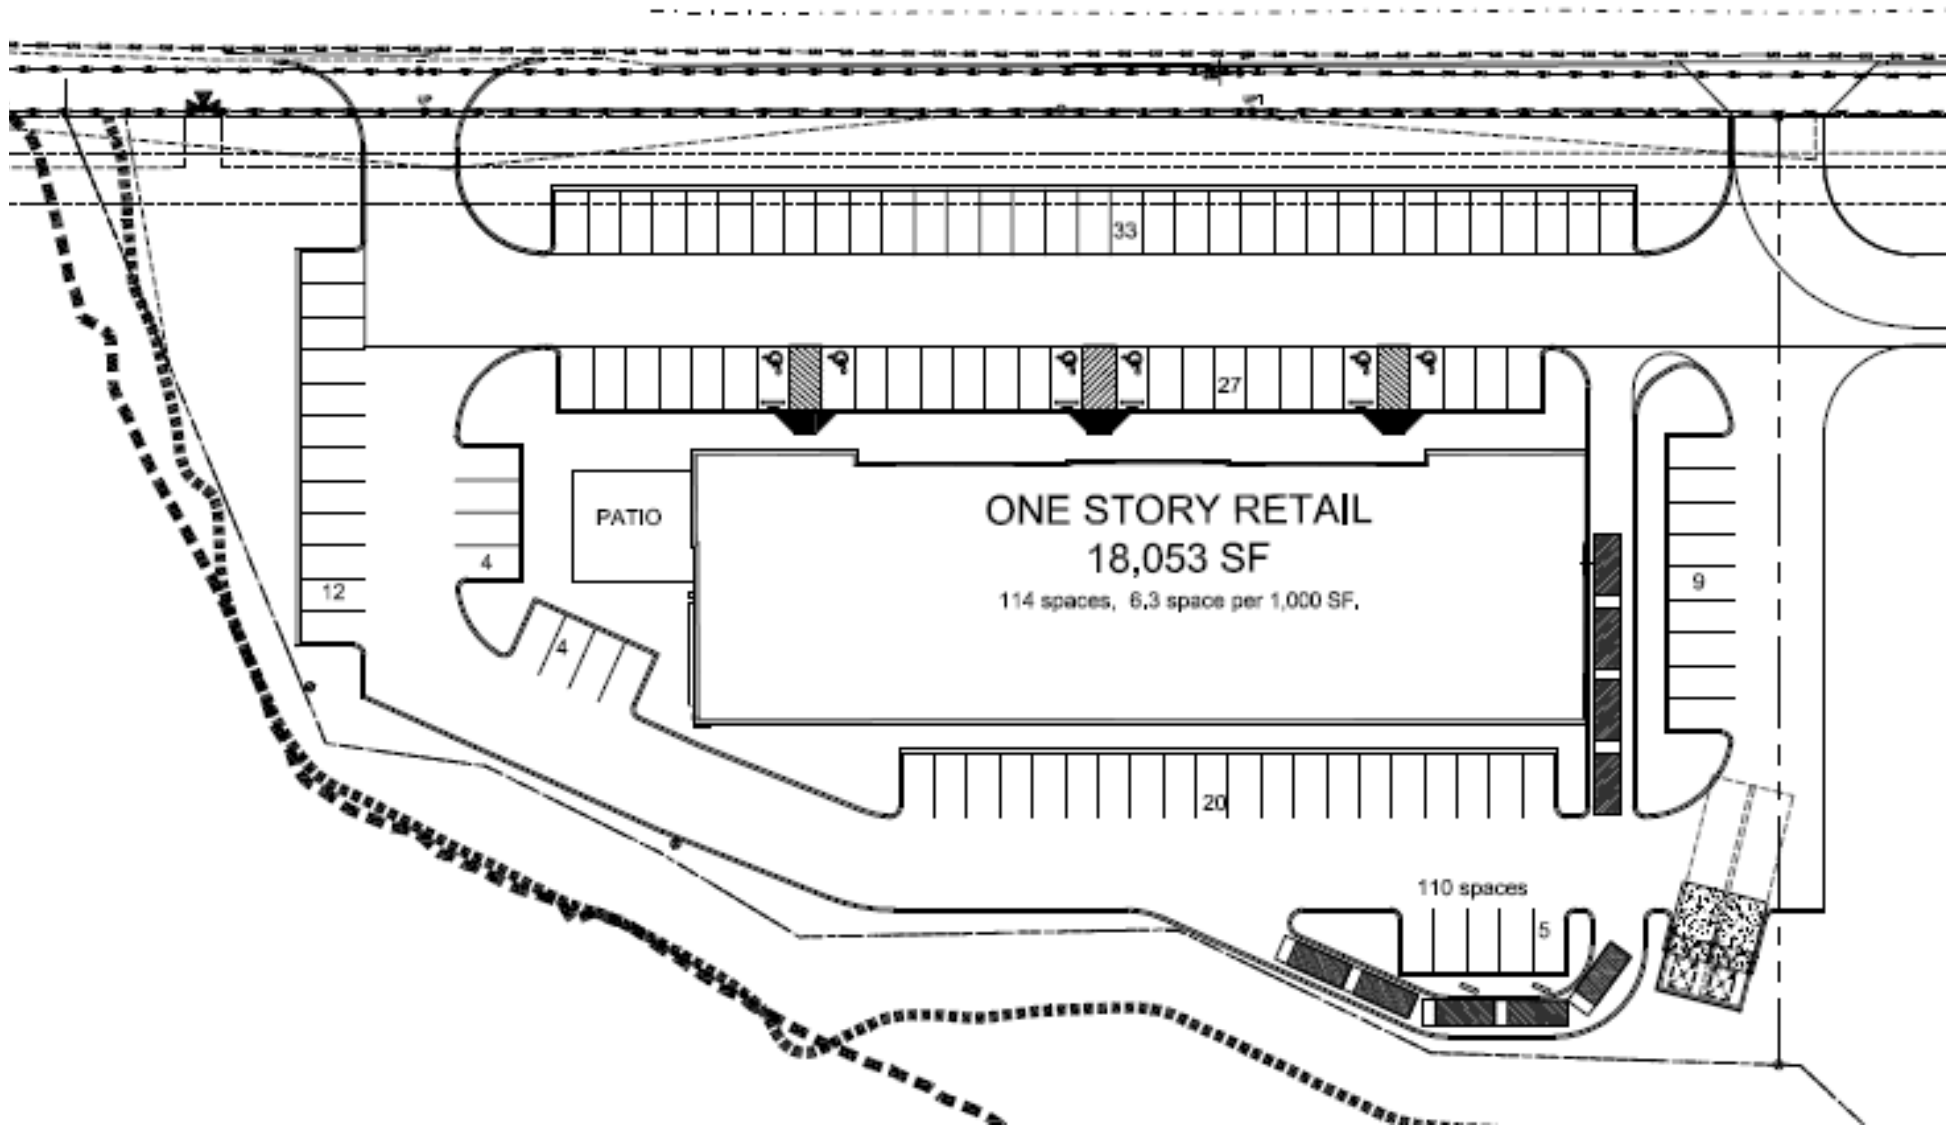 33
27
ONE STORY RETAIL
PATIO
18,053 SF
4
9
12
114 spaces, 6.3 space per 1,000 SF.
4
20
110 spaces
5